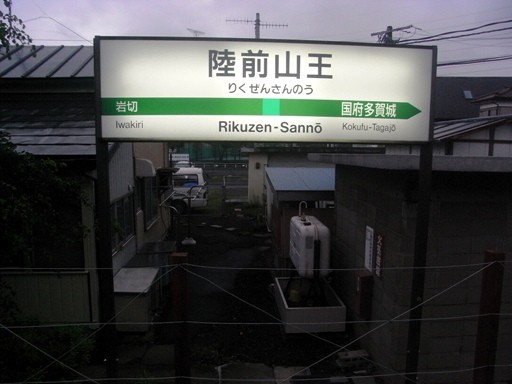 陸前山王
りくぜんさんのう
岩切
国府多賀城
Iwakiri
Rikuzen-Sannō
Kokufu-Tagajō